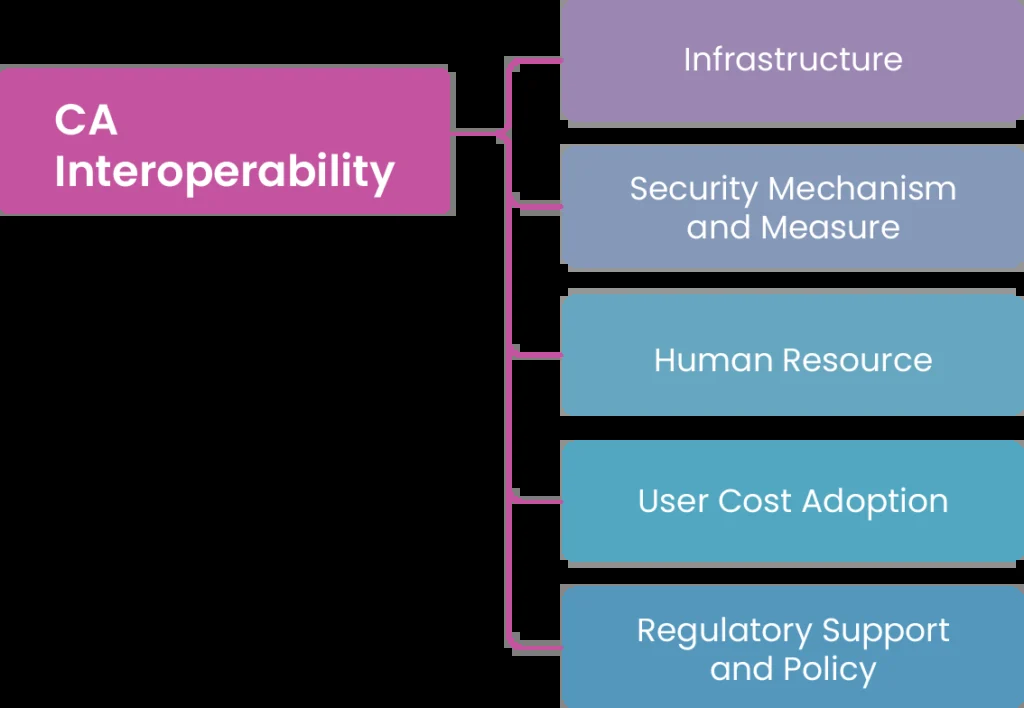 CA
Interoperability
Infrastructure
Security Mechanism
and Measure
Human Resource
User Cost Adoption
Regulatory Support
and Policy